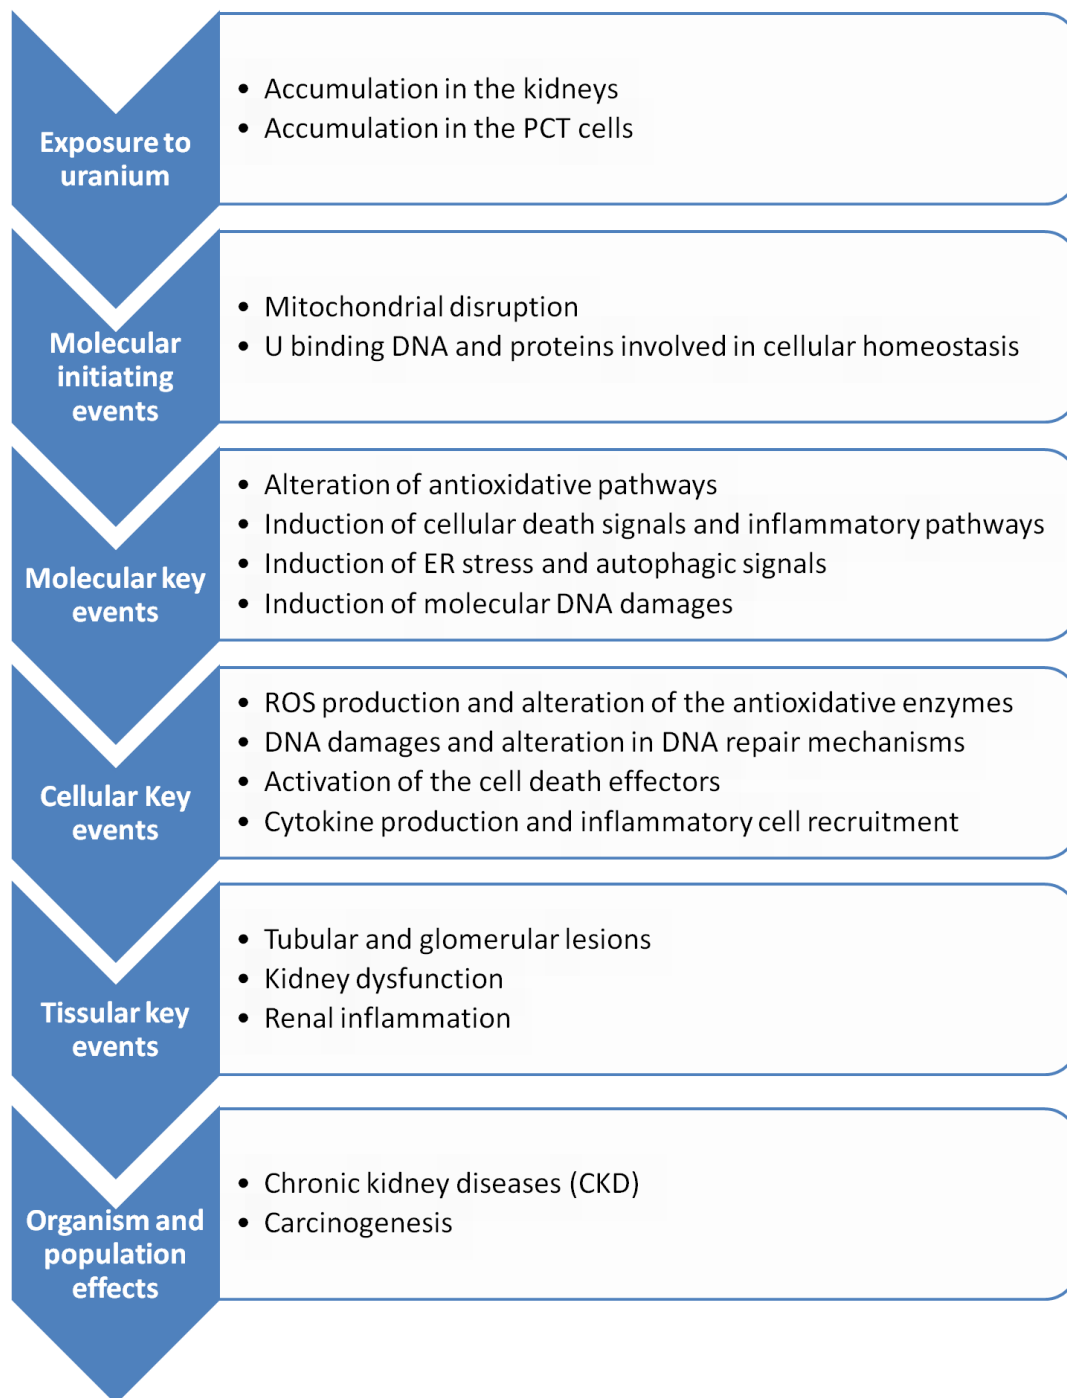 Exposure to
uranium
• Accumulation in the kidneys
• Accumulation in the PCT cells
Molecular
initiating
events
• Mitochondrial disruption
• U binding DNA and proteins involved in cellular homeostasis
Molecular key
events
• Alteration of antioxidative pathways
• Induction of cellular death signals and inflammatory pathways
• Induction of ER stress and autophagic signals
• Induction of molecular DNA damages
Cellular Key
events
• ROS production and alteration of the antioxidative enzymes
• DNA damages and alteration in DNA repair mechanisms
• Activation of the cell death effectors
• Cytokine production and inflammatory cell recruitment
Tissular key
events
• Tubular and glomerular lesions
• Kidney dysfunction
• Renal inflammation
Organism and
population
effects
• Chronic kidney diseases (CKD)
• Carcinogenesis